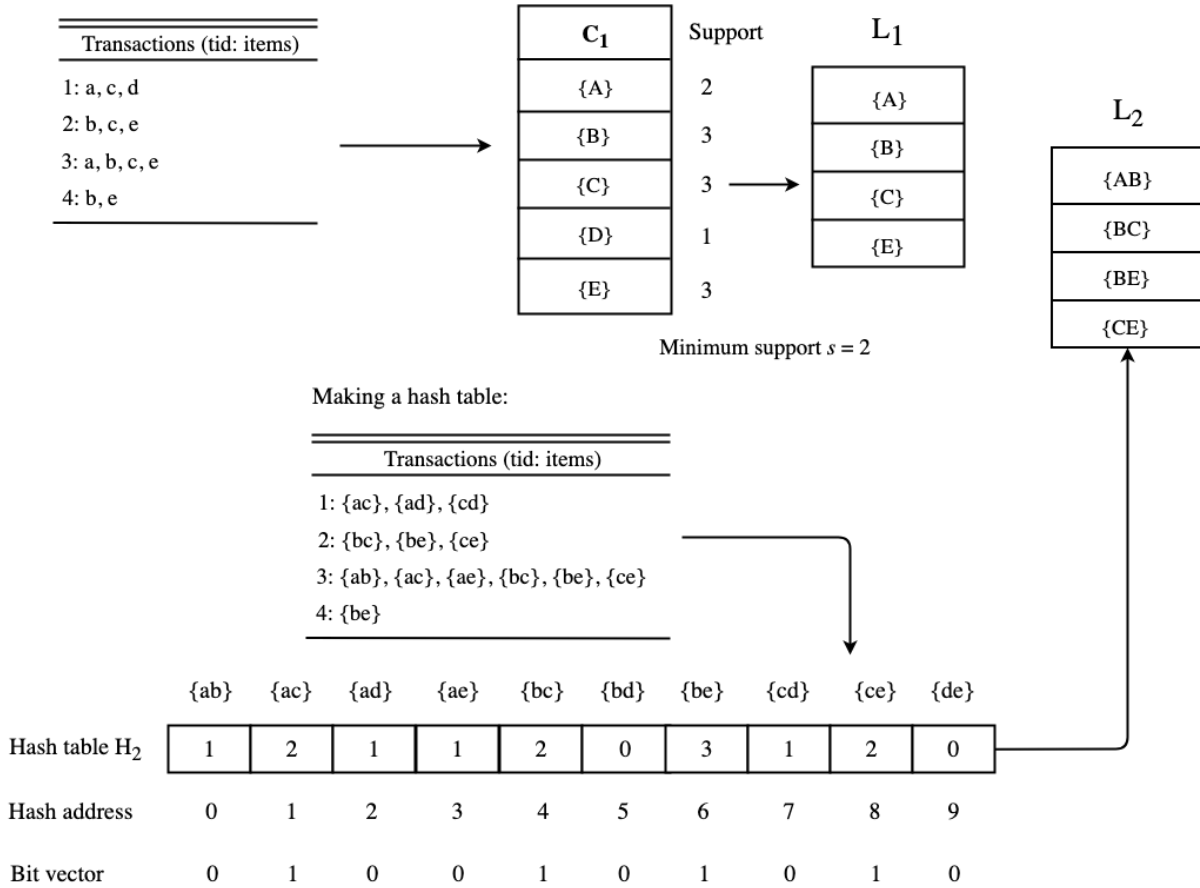 Transactions (tid: items)
1: a, c, d
2: b, c, e
3: a, b, c, e
4: b, e
C1 Support
{A} 2
{B} 3
{C} 3
{D} 1
{E} 3
L1
{A}
{B}
{C}
{E}
L2
{AB}
{BC}
{BE}
{CE}
Minimum support s = 2
Making a hash table:
Transactions (tid: items)
1: {ac}, {ad}, {cd}
2: {bc}, {be}, {ce}
3: {ab}, {ac}, {ae}, {bc}, {be}, {ce}
4: {be}
{ab} {ac} {ad} {ae} {bc} {bd} {be} {cd} {ce} {de}
Hash table H2 1 2 1 1 2 0 3 1 2 0
Hash address 0 1 2 3 4 5 6 7 8 9
Bit vector 0 1 0 0 1 0 1 0 1 0